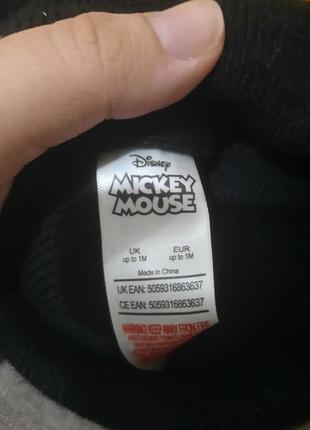 Disney
MICKEY
MOUSE
UK EUR
up to 1M up to 1M
Made in China
UK EAN: 5059316863637
CE EAN: 5059316863637
WARNING: KEEP AWAY FROM FIRE